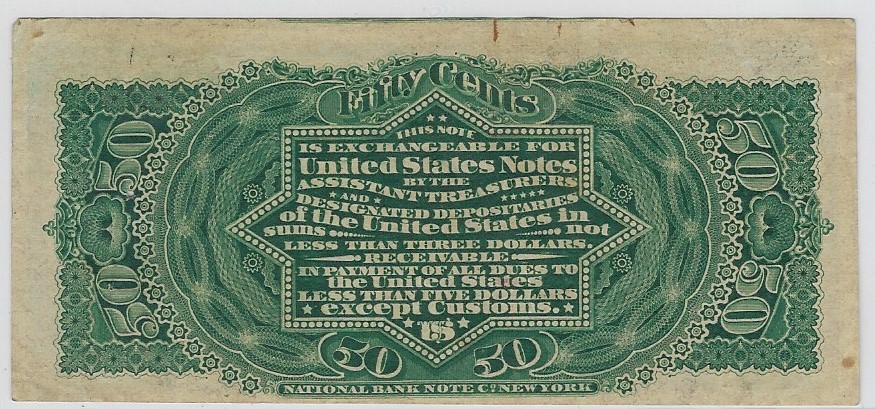 Fifty Cents
50
50
THIS NOTE
IS EXCHANGEABLE FOR
United States Notes
BY THE
ASSISTANT TREASURERS
AND
DESIGNATED DEPOSITARIES
of the United States in
sums not
LESS THAN THREE DOLLARS.
RECEIVABLE
IN PAYMENT OF ALL DUES TO
the United States
LESS THAN FIVE DOLLARS
except Customs.
US
50
50
50
50
NATIONAL BANK NOTE Co. NEW YORK